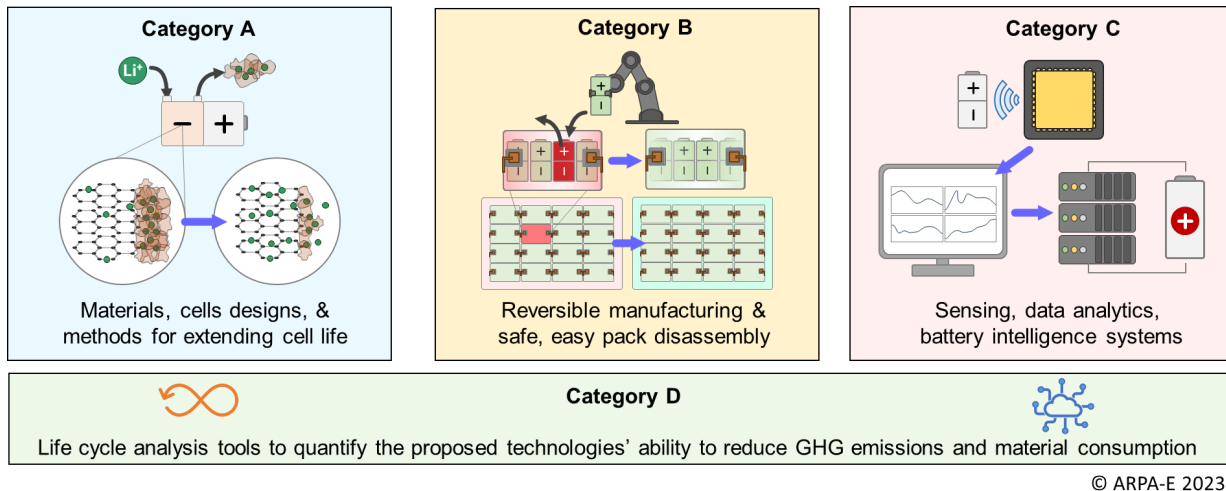 Category A
Li+
− +
Materials, cells designs, &
methods for extending cell life
Category B
+
−
+ + + +
− − − −
+ +
− −
Reversible manufacturing &
safe, easy pack disassembly
Category C
+
−
+
Sensing, data analytics,
battery intelligence systems
Category D
Life cycle analysis tools to quantify the proposed technologies’ ability to reduce GHG emissions and material consumption
© ARPA-E 2023